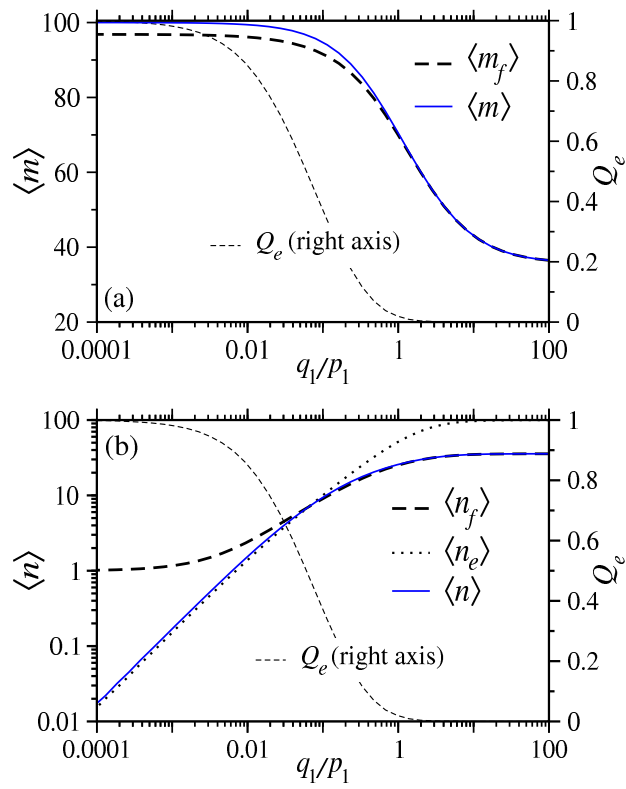 100
80
60
40
20
⟨m⟩
1
0.8
0.6
0.4
0.2
0
Q_e
⟨m_f⟩
⟨m⟩
Q_e (right axis)
(a)
0.0001
0.01
1
100
q_1/p_1
100
10
1
0.1
0.01
⟨n⟩
1
0.8
0.6
0.4
0.2
0
Q_e
(b)
⟨n_f⟩
⟨n_e⟩
⟨n⟩
Q_e (right axis)
0.0001
0.01
1
100
q_1/p_1